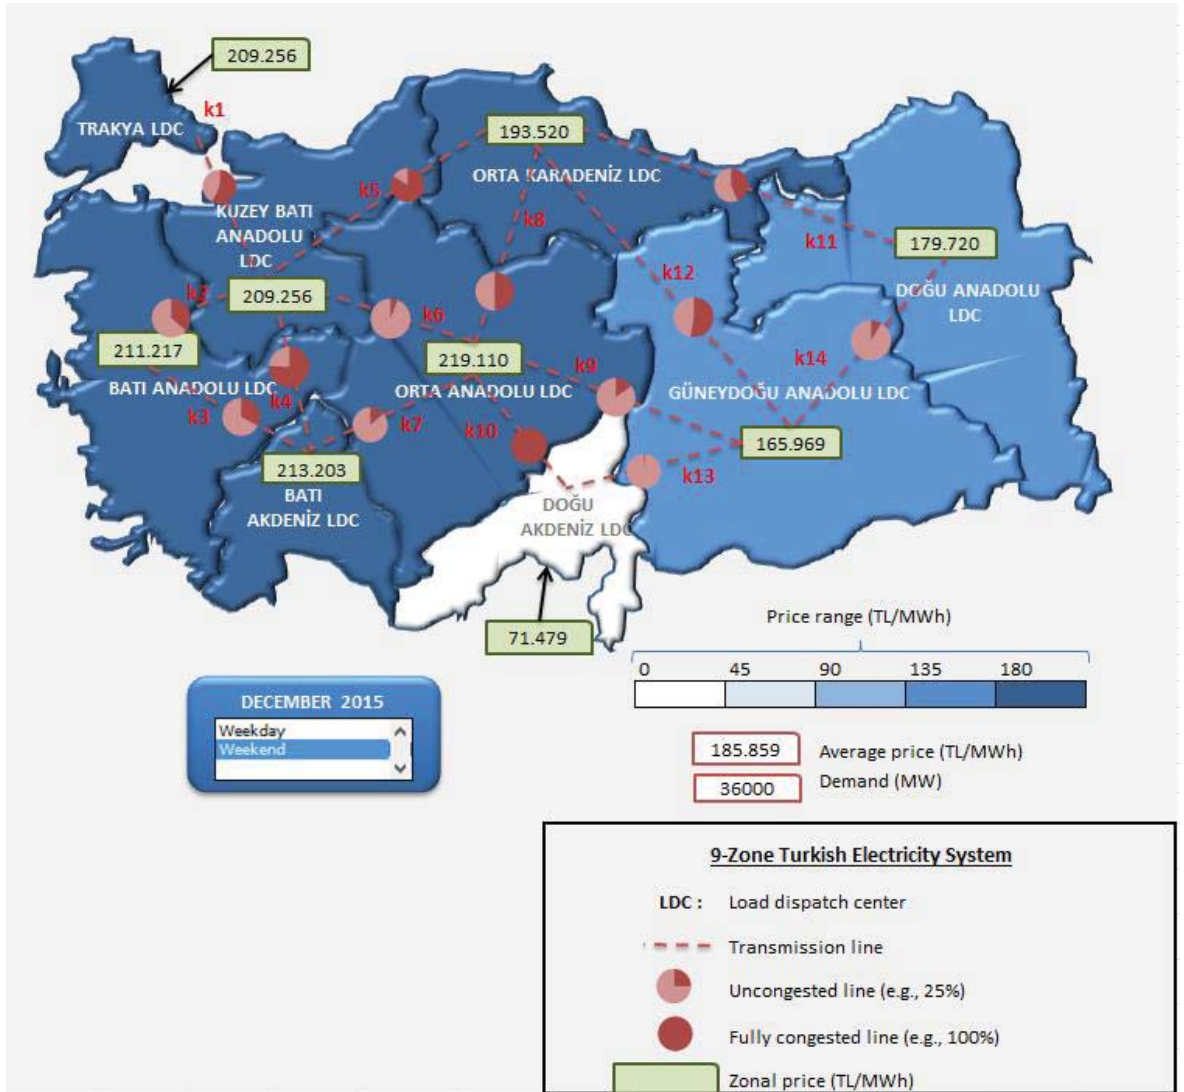 209.256
k1
TRAKYA LDC
193.520
ORTA KARADENİZ LDC
k5
KUZEY BATI
ANADOLU
LDC
k8
k11
179.720
k12
k2
209.256
DOĞU ANADOLU
LDC
k6
211.217
219.110
k14
k9
BATI ANADOLU LDC
k4
ORTA ANADOLU LDC
GÜNEYDOĞU ANADOLU LDC
k3
k7
k10
165.969
213.203
k13
BATI
AKDENİZ LDC
DOĞU
AKDENİZ LDC
71.479
Price range (TL/MWh)
0 45 90 135 180
DECEMBER 2015
Weekday
Weekend
185.859 Average price (TL/MWh)
36000 Demand (MW)
9-Zone Turkish Electricity System
LDC : Load dispatch center
Transmission line
Uncongested line (e.g., 25%)
Fully congested line (e.g., 100%)
Zonal price (TL/MWh)